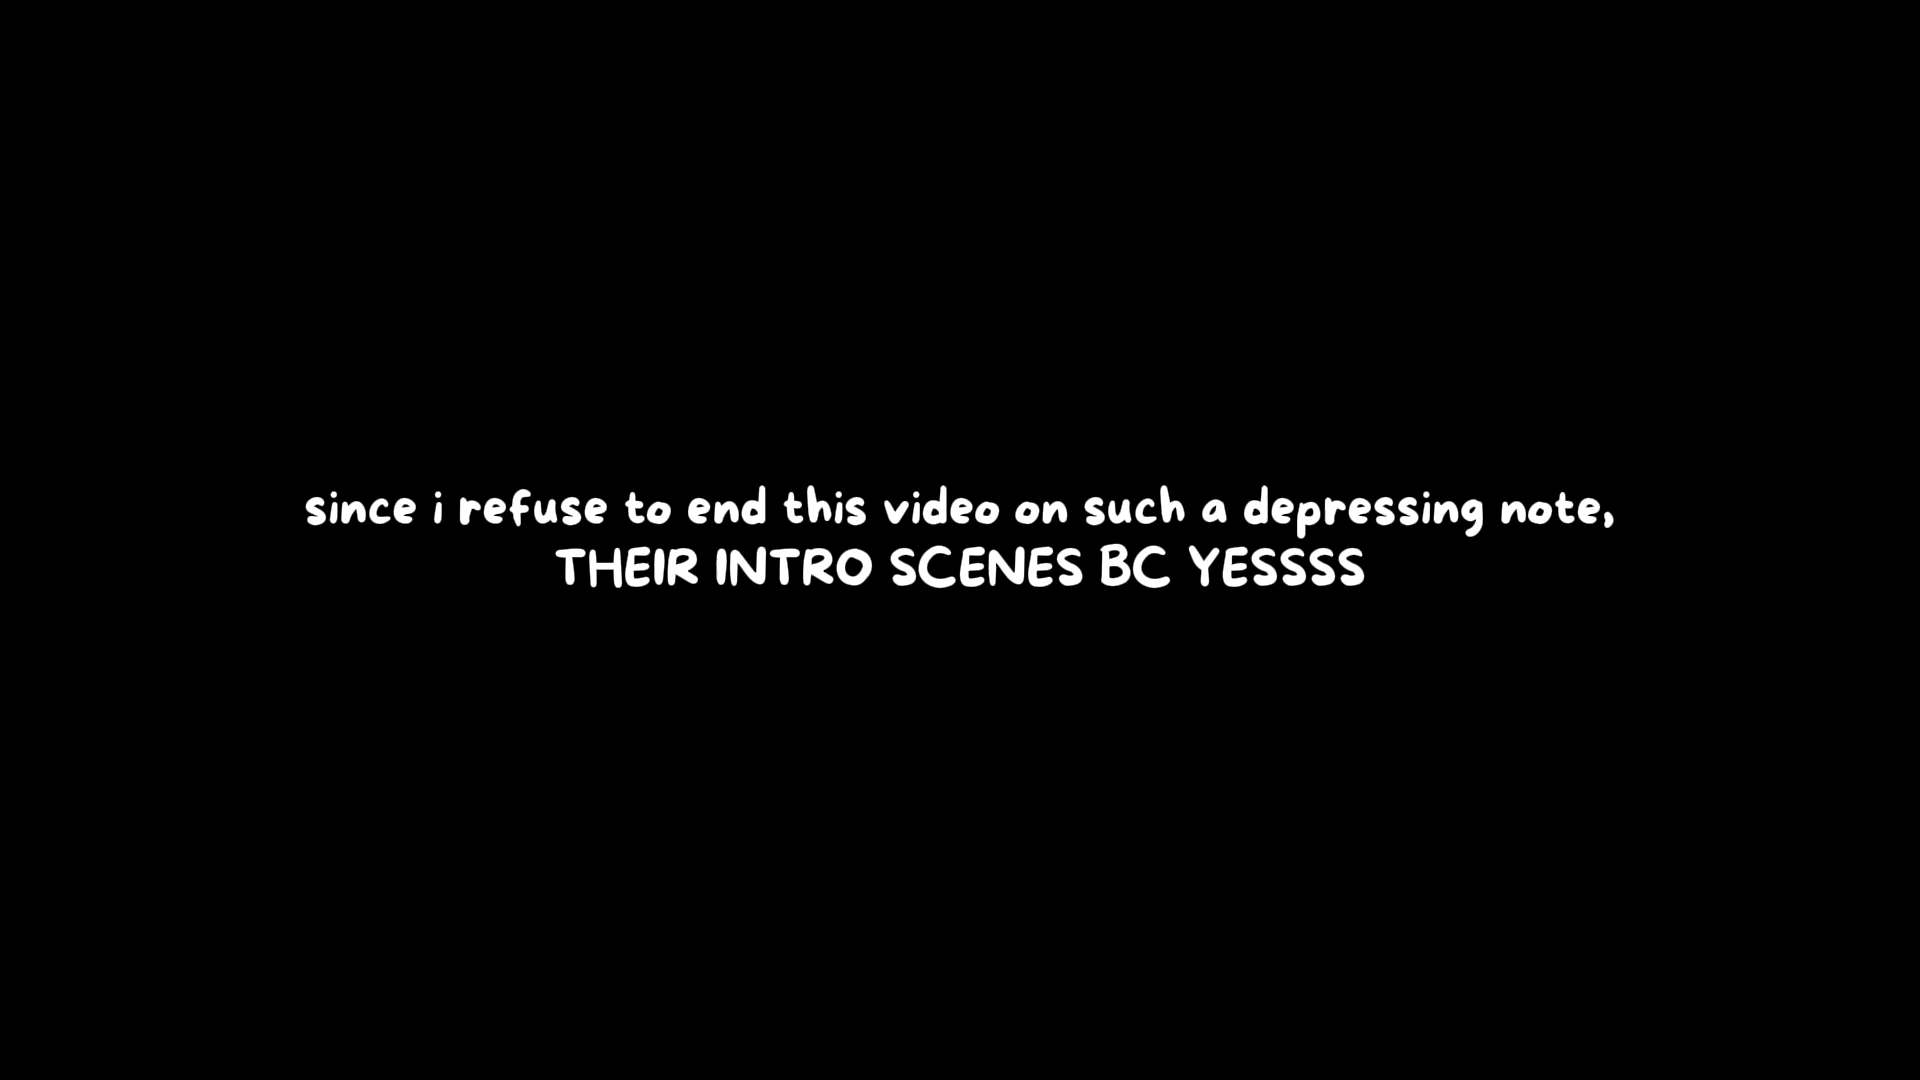 since i refuse to end this video on such a depressing note,
THEIR INTRO SCENES BC YESSSS